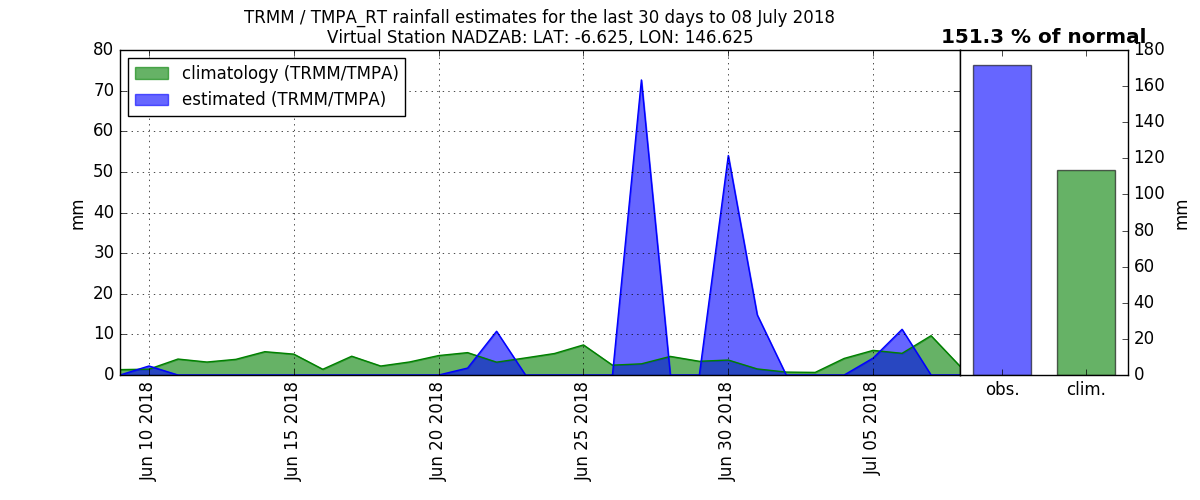 TRMM / TMPA_RT rainfall estimates for the last 30 days to 08 July 2018
Virtual Station NADZAB: LAT: -6.625, LON: 146.625
151.3 % of normal
climatology (TRMM/TMPA)
estimated (TRMM/TMPA)
mm
80
70
60
50
40
30
20
10
0
Jun 10 2018
Jun 15 2018
Jun 20 2018
Jun 25 2018
Jun 30 2018
Jul 05 2018
180
160
140
120
100
80
60
40
20
0
mm
obs.
clim.